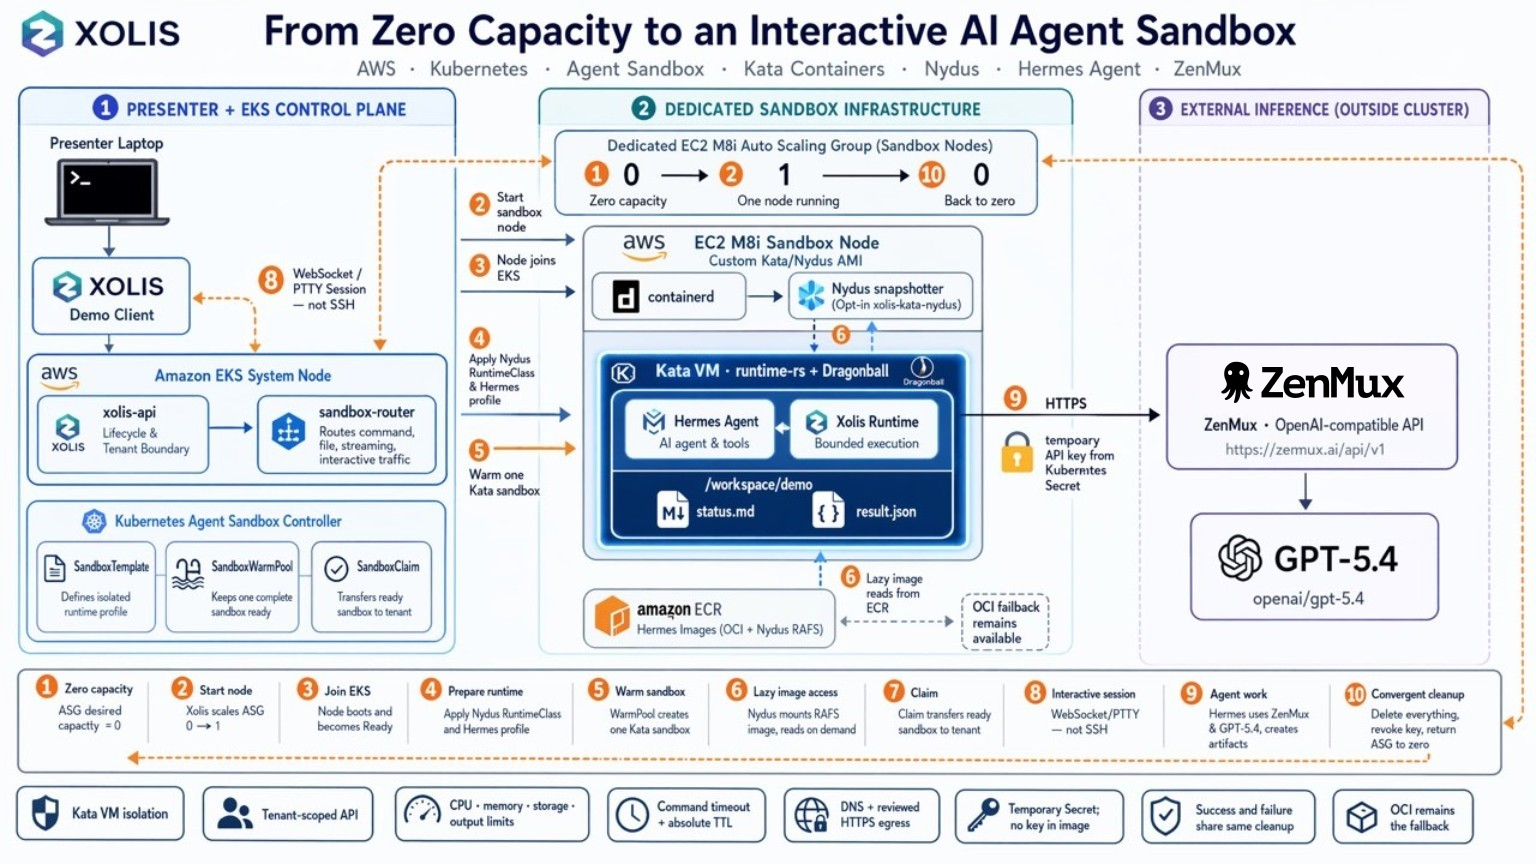 XOLIS
From Zero Capacity to an Interactive AI Agent Sandbox
AWS · Kubernetes · Agent Sandbox · Kata Containers · Nydus · Hermes Agent · ZenMux
1 PRESENTER + EKS CONTROL PLANE
Presenter Laptop
>_
XOLIS
Demo Client
8 WebSocket /
PTTY Session
— not SSH
aws
Amazon EKS System Node
XOLIS
xolis-api
Lifecycle &
Tenant Boundary
sandbox-router
Routes command,
file, streaming,
interactive traffic
Kubernetes Agent Sandbox Controller
SandboxTemplate
Defines isolated
runtime profile
SandboxWarmPool
Keeps one complete
sandbox ready
SandboxClaim
Transfers ready
sandbox to tenant
2 Start
sandbox
node
3 Node joins
EKS
4
Apply Nydus
RuntimeClass
& Hermes
profile
5
Warm one
Kata sandbox
2 DEDICATED SANDBOX INFRASTRUCTURE
Dedicated EC2 M8i Auto Scaling Group (Sandbox Nodes)
1 0 2 1 10 0
Zero capacity One node running Back to zero
aws
EC2 M8i Sandbox Node
Custom Kata/Nydus AMI
d containerd
Nydus snapshotter
(Opt-in xolis-kata-nydus)
6
K Kata VM · runtime-rs + Dragonball
Dragonball
Hermes Agent
AI agent & tools
Xolis Runtime
Bounded execution
/workspace/demo
M↓ status.md
{ } result.json
6 Lazy image
reads from
ECR
amazon ECR
Hermes Images (OCI + Nydus RAFS)
OCI failback
remains
available
9 HTTPS
tempoary
API key from
Kubemtes
Secret
3 EXTERNAL INFERENCE (OUTSIDE CLUSTER)
ZenMux
ZenMux · OpenAI-compatible API
https://zemux.ai/api/v1
GPT-5.4
openai/gpt-5.4
1 Zero capacity
ASG desired
capactty = 0
2 Start node
Xolis scales ASG
0 → 1
3 Join EKS
Node boots and
becomes Ready
4 Prepare runtime
Apply Nydus RuntimeClass
and Hermes profile
5 Warm sandbox
WarmPool creates
one Kata sandbox
6 Lazy image access
Nydus mounts RAFS
image, reads on demand
7 Claim
Claim transfers ready
sandbox to tenant
8 Interactive session
WebSocket/PTTY
— not SSH
9 Agent work
Hermes uses ZenMux
& GPT-5.4, creates
artifacts
10 Convergent cleanup
Delete everything,
revoke key, return
ASG to zero
Kata VM isolation
Tenant-scoped API
CPU · memory · storage ·
output limits
Command timeout
+ absolute TTL
DNS + reviewed
HTTPS egress
Temporary Secret;
no key in image
Success and failure
share same cleanup
OCI remains
the fallback